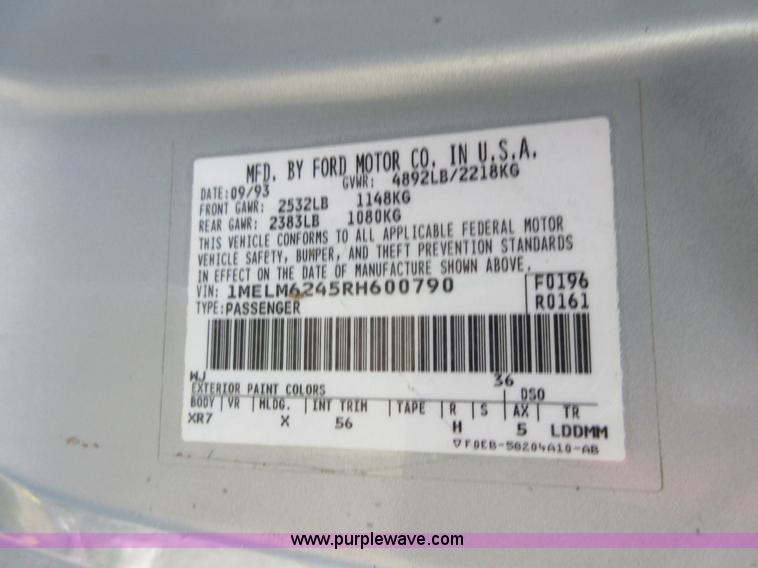 MFD. BY FORD MOTOR CO. IN U.S.A.
DATE: 09/93 GVWR: 4892LB/2218KG
FRONT GAWR: 2532LB 1148KG
REAR GAWR: 2383LB 1080KG
THIS VEHICLE CONFORMS TO ALL APPLICABLE FEDERAL MOTOR
VEHICLE SAFETY, BUMPER, AND THEFT PREVENTION STANDARDS
IN EFFECT ON THE DATE OF MANUFACTURE SHOWN ABOVE.
VIN: 1MELM6245RH600790 F0196
TYPE: PASSENGER R0161
WJ 36
EXTERIOR PAINT COLORS DSO
BODY VR MLDG. INT TRIM TAPE R S AX TR
XR7 X 56 H 5 LDDMM
▽F0EB-50204A10-AB
www.purplewave.com